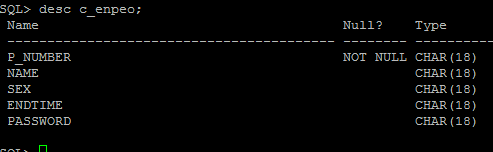 SQL> desc c_enpeo;
Name Null? Type
----------------------------------------- -------- ----------------------------
P_NUMBER NOT NULL CHAR(18)
NAME CHAR(18)
SEX CHAR(18)
ENDTIME CHAR(18)
PASSWORD CHAR(18)
SQL>